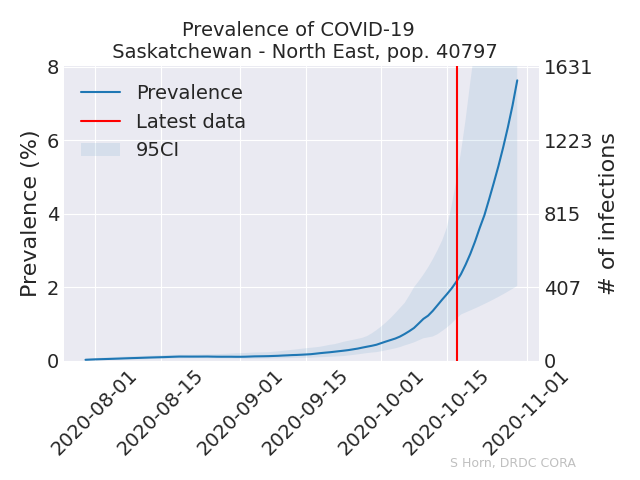 Prevalence of COVID-19
Saskatchewan - North East, pop. 40797
8
6
4
2
0
Prevalence (%)
Prevalence
Latest data
95CI
1631
1223
815
407
0
# of infections
2020-08-01
2020-08-15
2020-09-01
2020-09-15
2020-10-01
2020-10-15
2020-11-01
S Horn, DRDC CORA